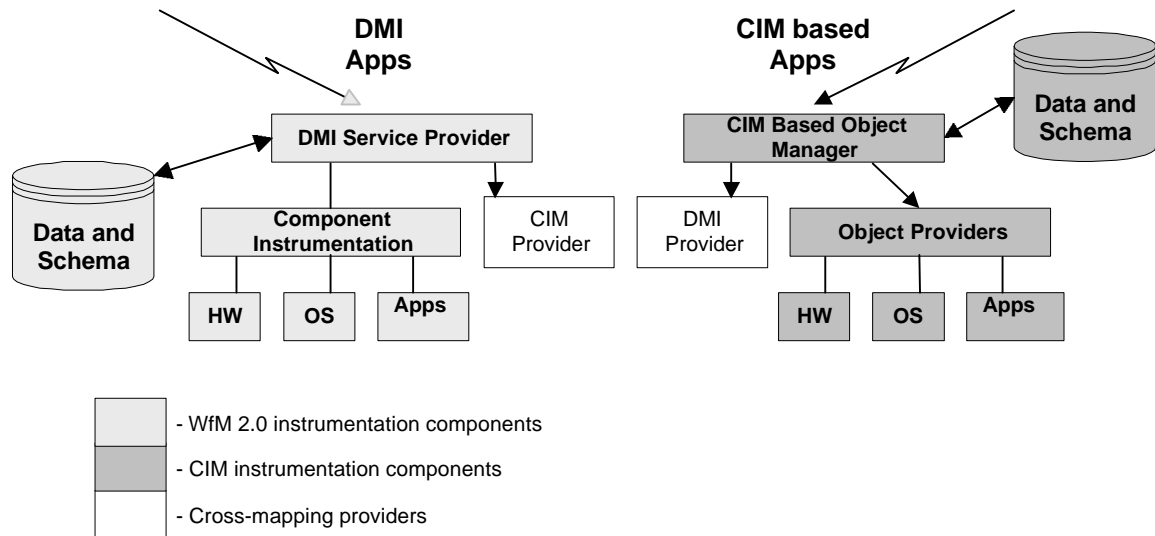 DMI
Apps
CIM based
Apps
Data and
Schema
DMI Service Provider
CIM Based Object
Manager
Data and
Schema
Component
Instrumentation
CIM
Provider
DMI
Provider
Object Providers
HW
OS
Apps
HW
OS
Apps
- WfM 2.0 instrumentation components
- CIM instrumentation components
- Cross-mapping providers